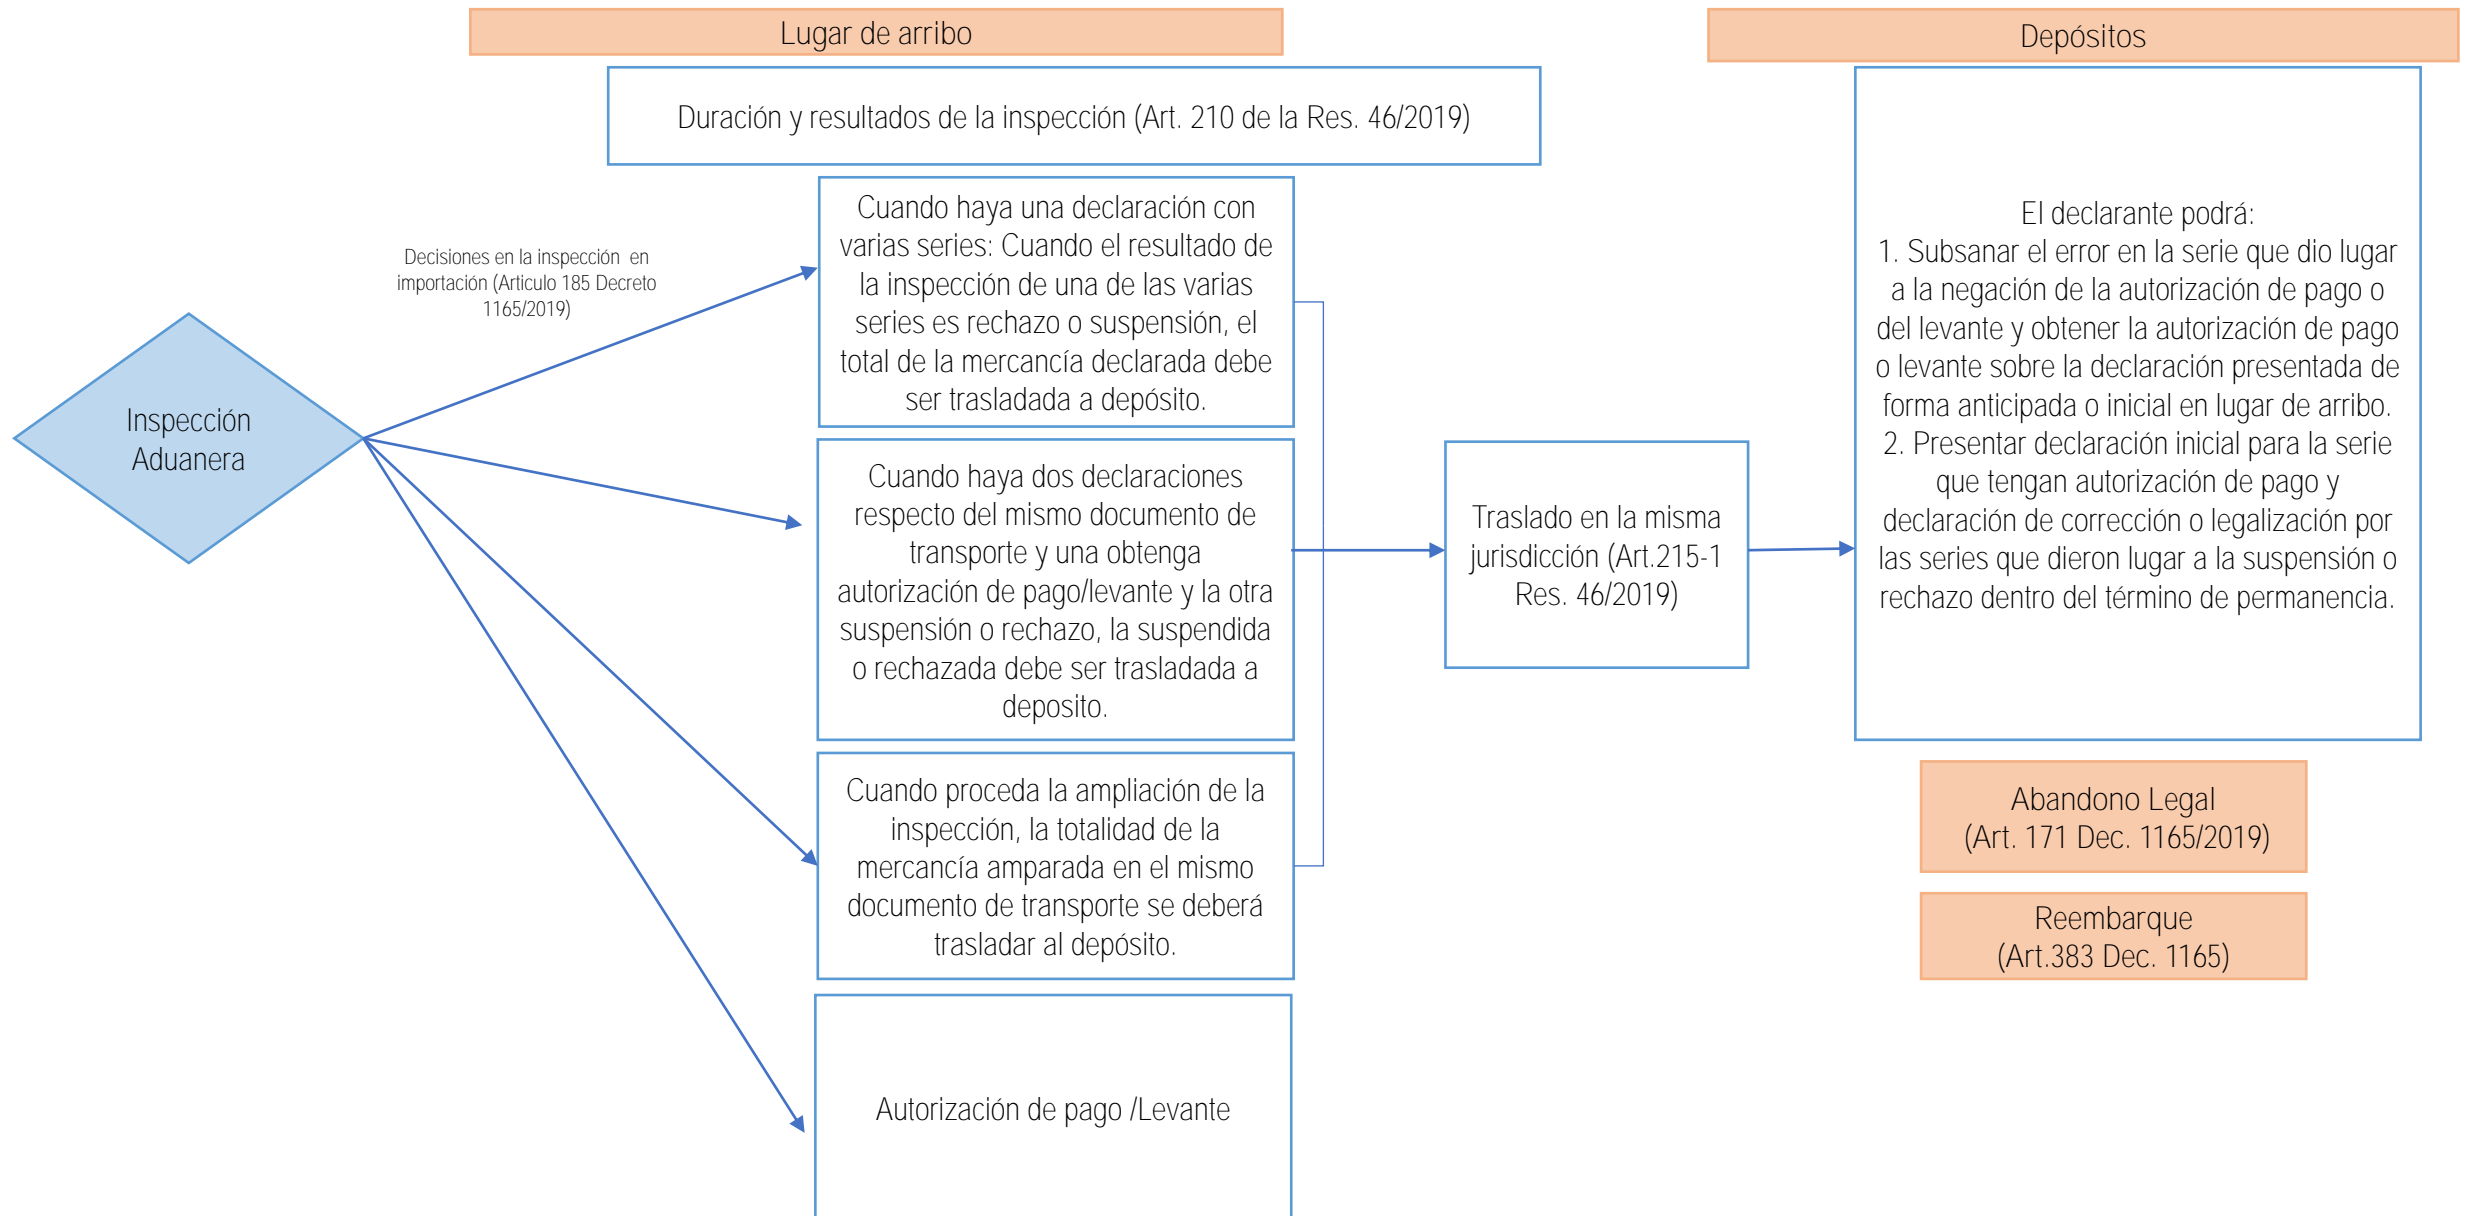 Lugar de arribo
Depósitos
Duración y resultados de la inspección (Art. 210 de la Res. 46/2019)
Decisiones en la inspección en
importación (Articulo 185 Decreto
1165/2019)
Inspección
Aduanera
Cuando haya una declaración con
varias series: Cuando el resultado de
la inspección de una de las varias
series es rechazo o suspensión, el
total de la mercancía declarada debe
ser trasladada a depósito.
Cuando haya dos declaraciones
respecto del mismo documento de
transporte y una obtenga
autorización de pago/levante y la otra
suspensión o rechazo, la suspendida
o rechazada debe ser trasladada a
deposito.
Cuando proceda la ampliación de la
inspección, la totalidad de la
mercancía amparada en el mismo
documento de transporte se deberá
trasladar al depósito.
Autorización de pago /Levante
Traslado en la misma
jurisdicción (Art.215-1
Res. 46/2019)
El declarante podrá:
1. Subsanar el error en la serie que dio lugar
a la negación de la autorización de pago o
del levante y obtener la autorización de pago
o levante sobre la declaración presentada de
forma anticipada o inicial en lugar de arribo.
2. Presentar declaración inicial para la serie
que tengan autorización de pago y
declaración de corrección o legalización por
las series que dieron lugar a la suspensión o
rechazo dentro del término de permanencia.
Abandono Legal
(Art. 171 Dec. 1165/2019)
Reembarque
(Art.383 Dec. 1165)